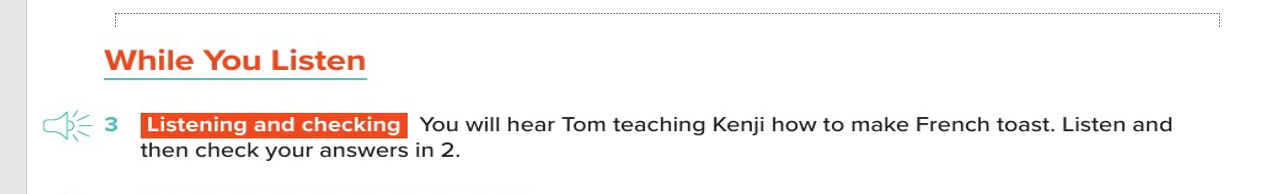 While You Listen
3 Listening and checking You will hear Tom teaching Kenji how to make French toast. Listen and
then check your answers in 2.